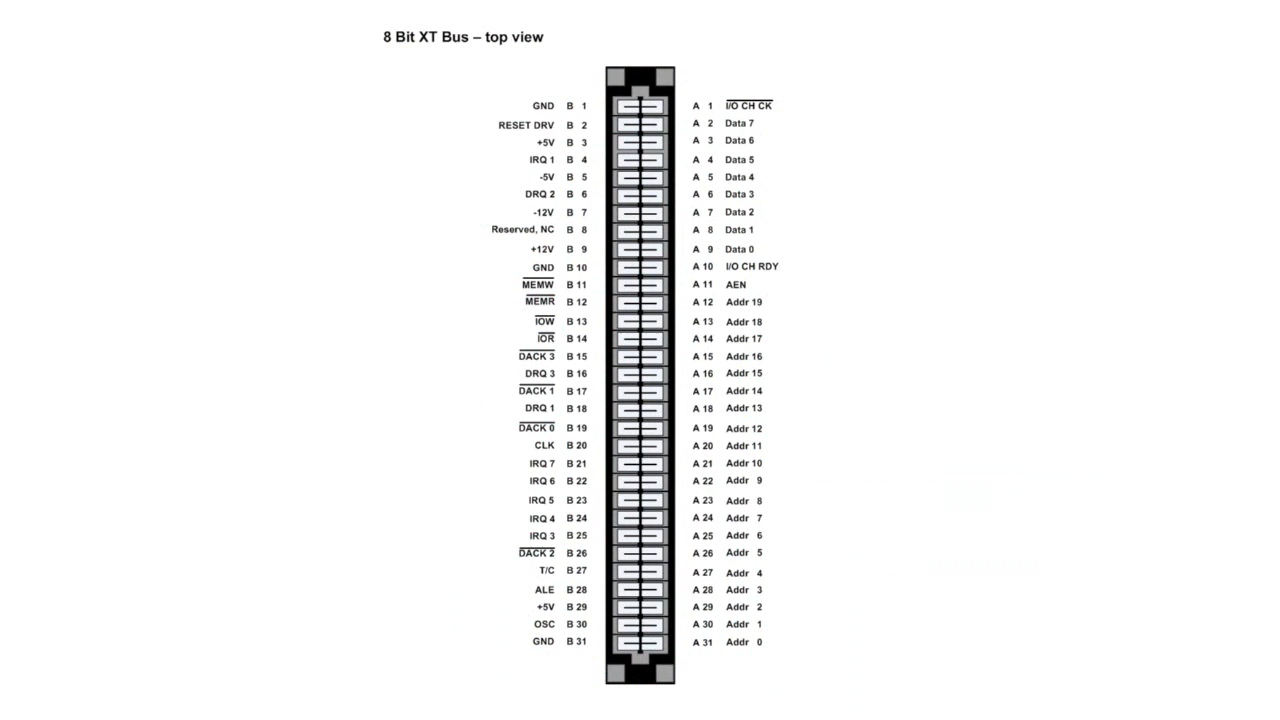 8 Bit XT Bus – top view
GND B 1 A 1 I/O CH CK
RESET DRV B 2 A 2 Data 7
+5V B 3 A 3 Data 6
IRQ 1 B 4 A 4 Data 5
-5V B 5 A 5 Data 4
DRQ 2 B 6 A 6 Data 3
-12V B 7 A 7 Data 2
Reserved, NC B 8 A 8 Data 1
+12V B 9 A 9 Data 0
GND B 10 A 10 I/O CH RDY
MEMW B 11 A 11 AEN
MEMR B 12 A 12 Addr 19
IOW B 13 A 13 Addr 18
IOR B 14 A 14 Addr 17
DACK 3 B 15 A 15 Addr 16
DRQ 3 B 16 A 16 Addr 15
DACK 1 B 17 A 17 Addr 14
DRQ 1 B 18 A 18 Addr 13
DACK 0 B 19 A 19 Addr 12
CLK B 20 A 20 Addr 11
IRQ 7 B 21 A 21 Addr 10
IRQ 6 B 22 A 22 Addr 9
IRQ 5 B 23 A 23 Addr 8
IRQ 4 B 24 A 24 Addr 7
IRQ 3 B 25 A 25 Addr 6
DACK 2 B 26 A 26 Addr 5
T/C B 27 A 27 Addr 4
ALE B 28 A 28 Addr 3
+5V B 29 A 29 Addr 2
OSC B 30 A 30 Addr 1
GND B 31 A 31 Addr 0